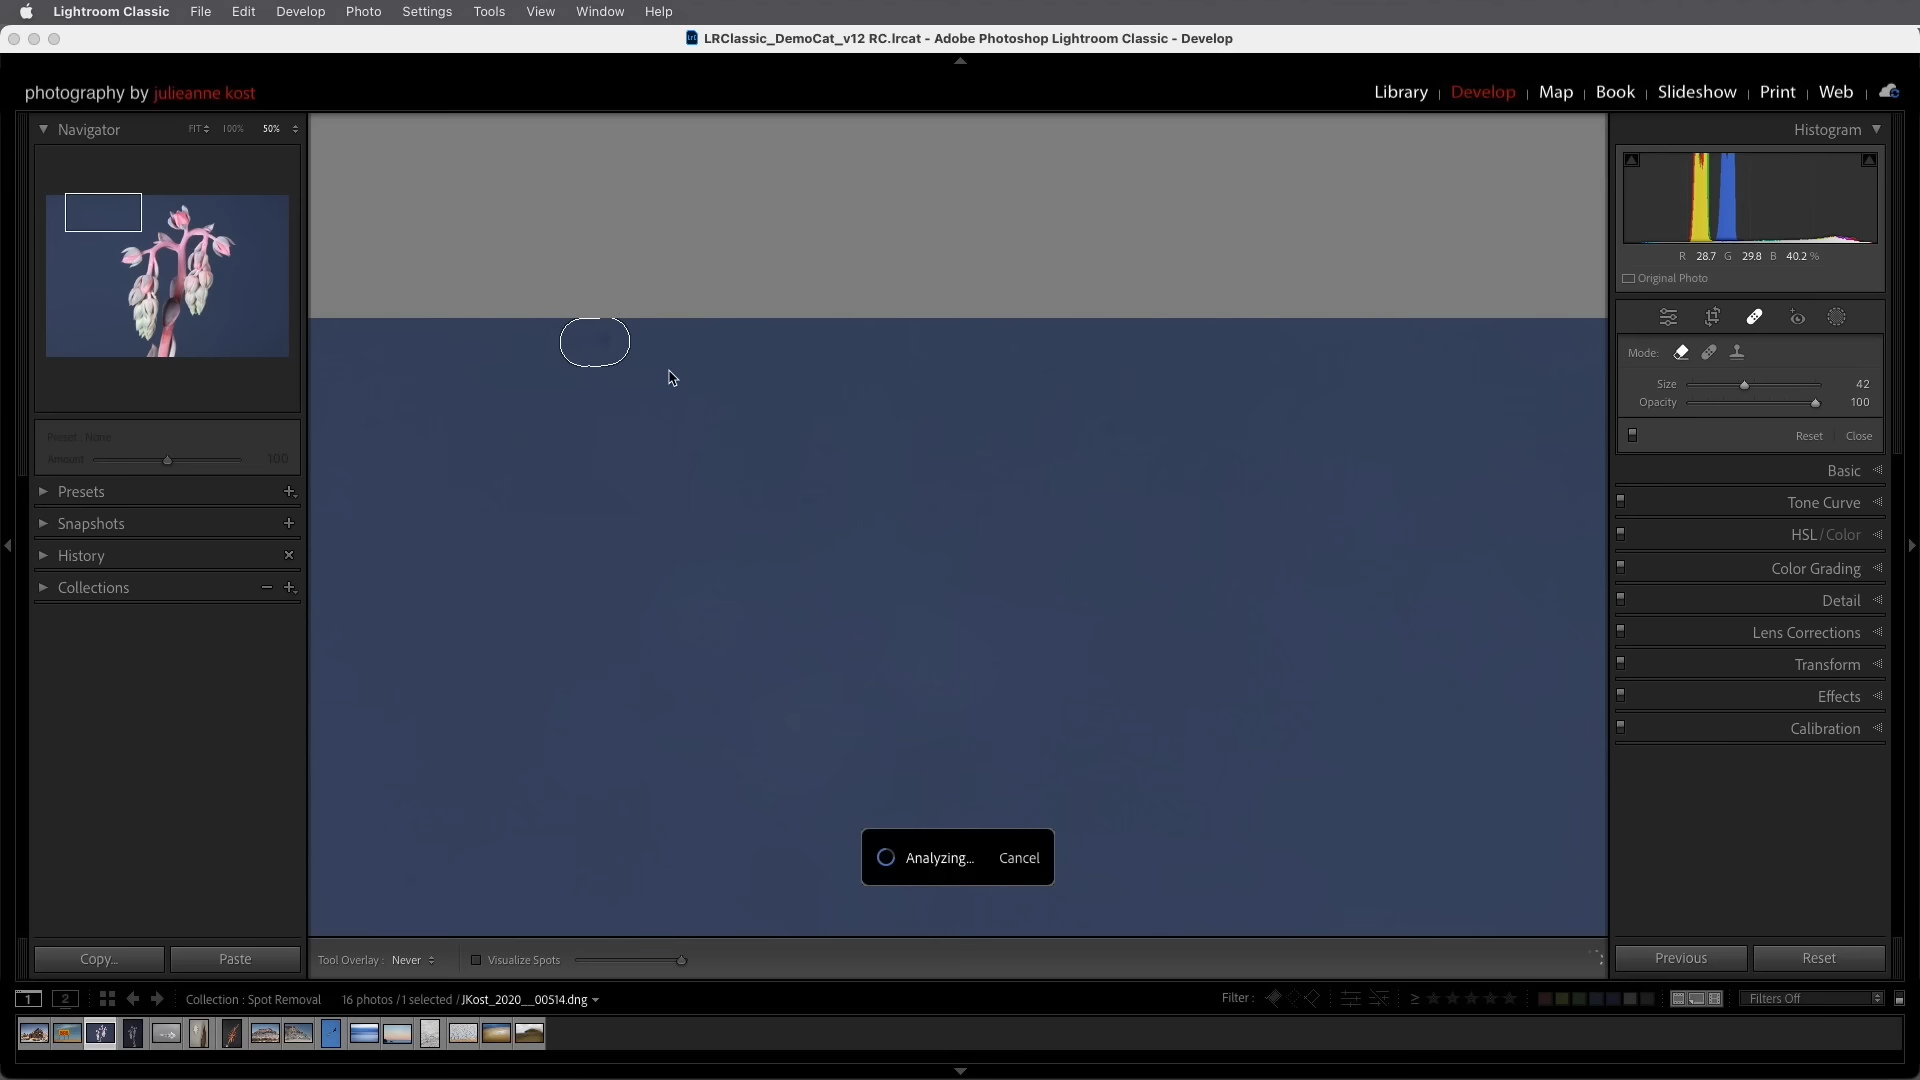 Lightroom Classic File Edit Develop Photo Settings Tools View Window Help
LRClassic_DemoCat_v12 RC.lrcat - Adobe Photoshop Lightroom Classic - Develop
photography by julieanne kost
Library | Develop | Map | Book | Slideshow | Print | Web |
Navigator FIT 100% 50%
Histogram
R 28.7 G 29.8 B 40.2 %
Original Photo
Mode:
Size 42
Opacity 100
Reset Close
Preset : None
Amount 100
Presets
Snapshots
History
Collections
Basic
Tone Curve
HSL / Color
Color Grading
Detail
Lens Corrections
Transform
Effects
Calibration
Analyzing... Cancel
Copy... Paste
Tool Overlay : Never Visualize Spots
Previous Reset
1 2 Collection : Spot Removal 16 photos / 1 selected / JKost_2020__00514.dng
Filter : ≥ Filters Off